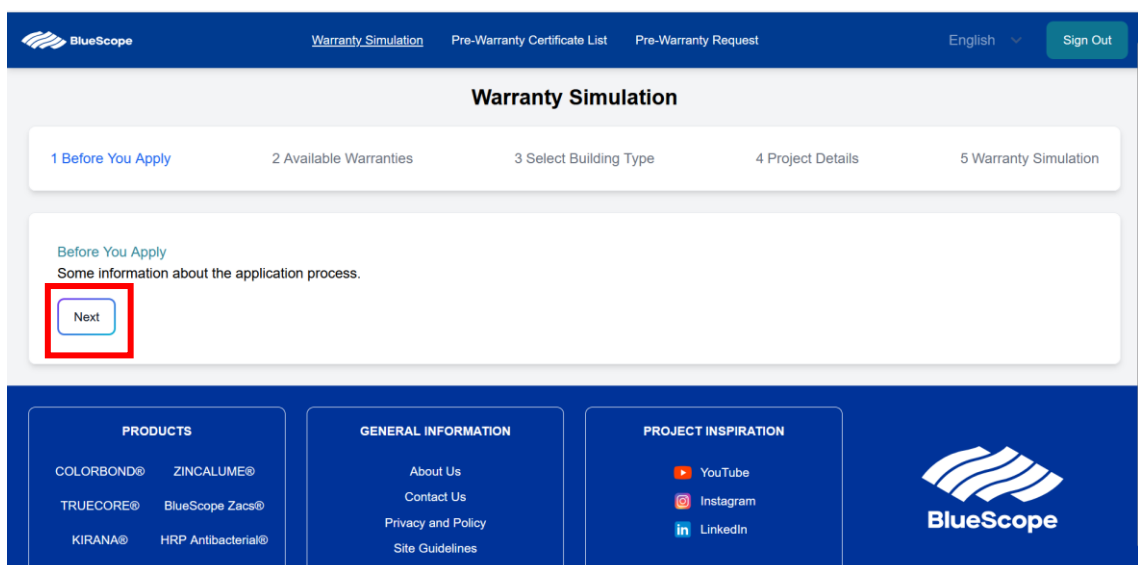 BlueScope
Warranty Simulation
Pre-Warranty Certificate List
Pre-Warranty Request
English
Sign Out
Warranty Simulation
1 Before You Apply
2 Available Warranties
3 Select Building Type
4 Project Details
5 Warranty Simulation
Before You Apply
Some information about the application process.
Next
PRODUCTS
COLORBOND® ZINCALUME®
TRUECORE® BlueScope Zacs®
KIRANA® HRP Antibacterial®
GENERAL INFORMATION
About Us
Contact Us
Privacy and Policy
Site Guidelines
PROJECT INSPIRATION
YouTube
Instagram
in LinkedIn
BlueScope